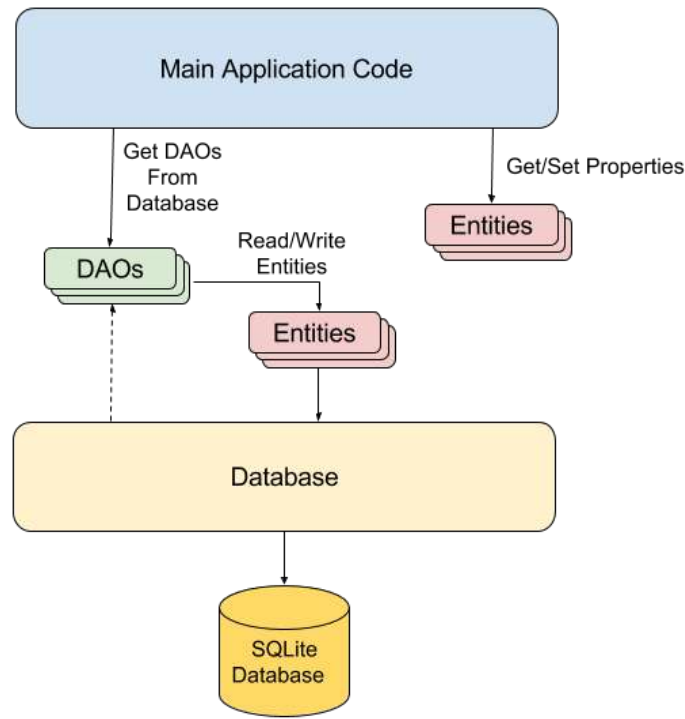 Main Application Code
Get DAOs
From
Database
Get/Set Properties
Entities
DAOs
Read/Write
Entities
Entities
Database
SQLite
Database